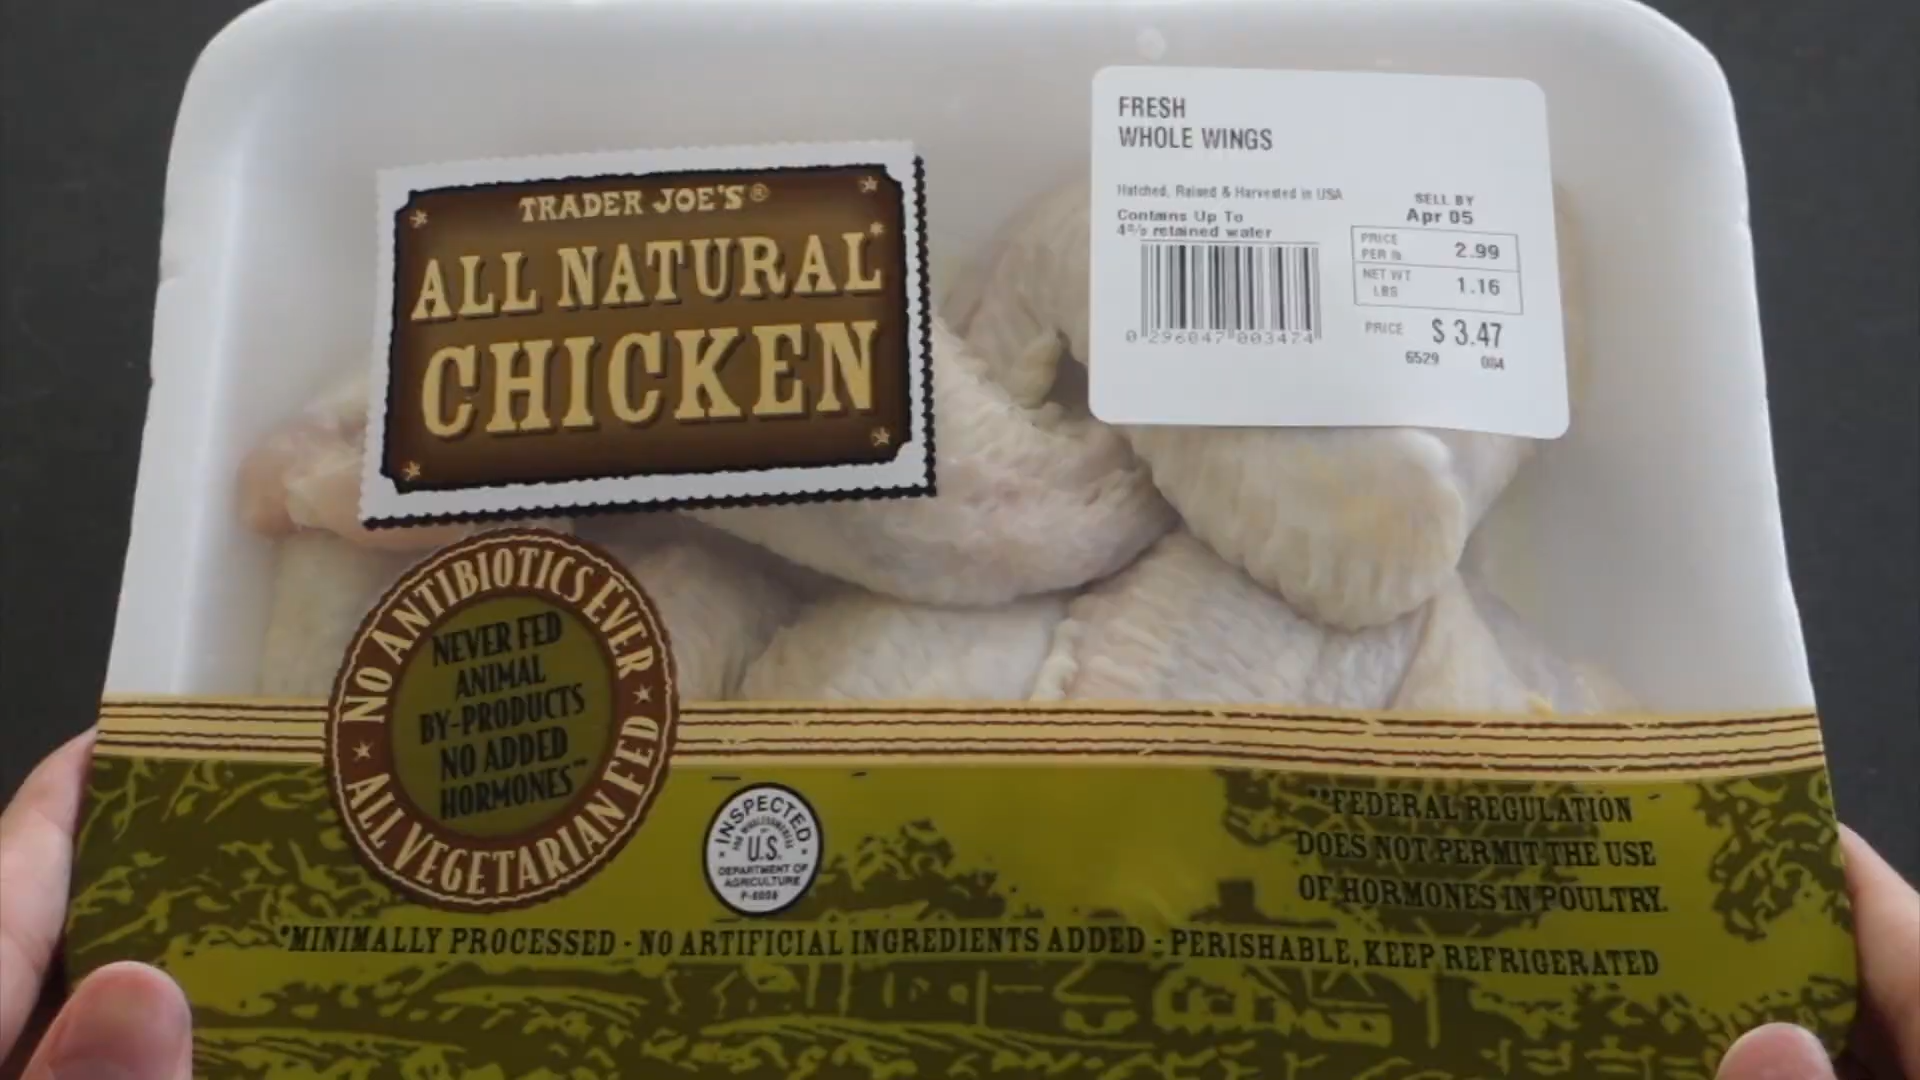 TRADER JOE'S®
ALL NATURAL*
CHICKEN
FRESH
WHOLE WINGS
Hatched, Raised & Harvested in USA
Contains Up To
4% retained water
0 296047 003474
SELL BY
Apr 05
PRICE PER lb 2.99
NET WT LBS 1.16
PRICE $ 3.47
6529 004
NO ANTIBIOTICS EVER
NEVER FED
ANIMAL
BY-PRODUCTS
NO ADDED
HORMONES**
ALL VEGETARIAN FED
INSPECTED
FOR WHOLESOMENESS
BY
U.S.
DEPARTMENT OF
AGRICULTURE
**FEDERAL REGULATION
DOES NOT PERMIT THE USE
OF HORMONES IN POULTRY.
*MINIMALLY PROCESSED - NO ARTIFICIAL INGREDIENTS ADDED - PERISHABLE, KEEP REFRIGERATED